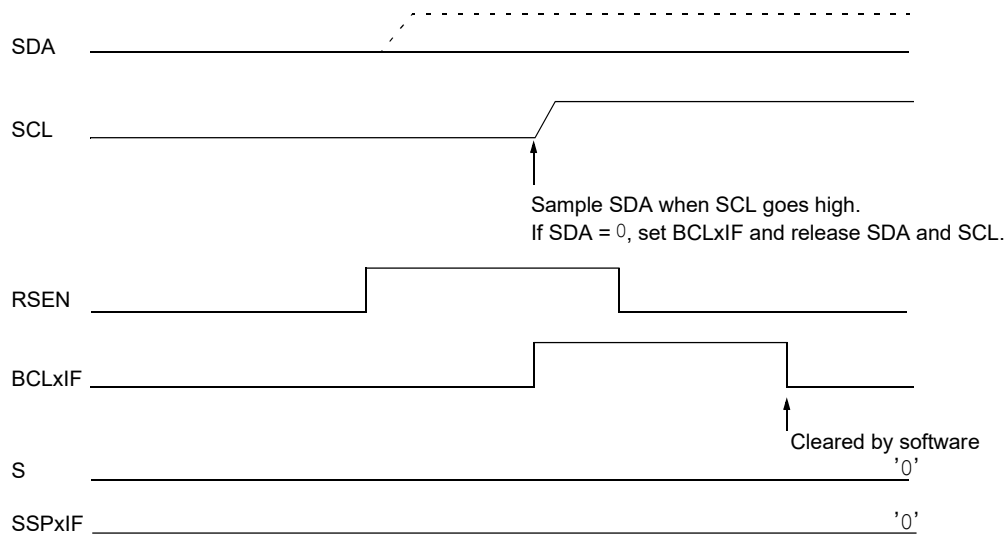 SDA
SCL
Sample SDA when SCL goes high.
If SDA = 0, set BCLxIF and release SDA and SCL.
RSEN
BCLxIF
Cleared by software
S
'0'
SSPxIF
'0'